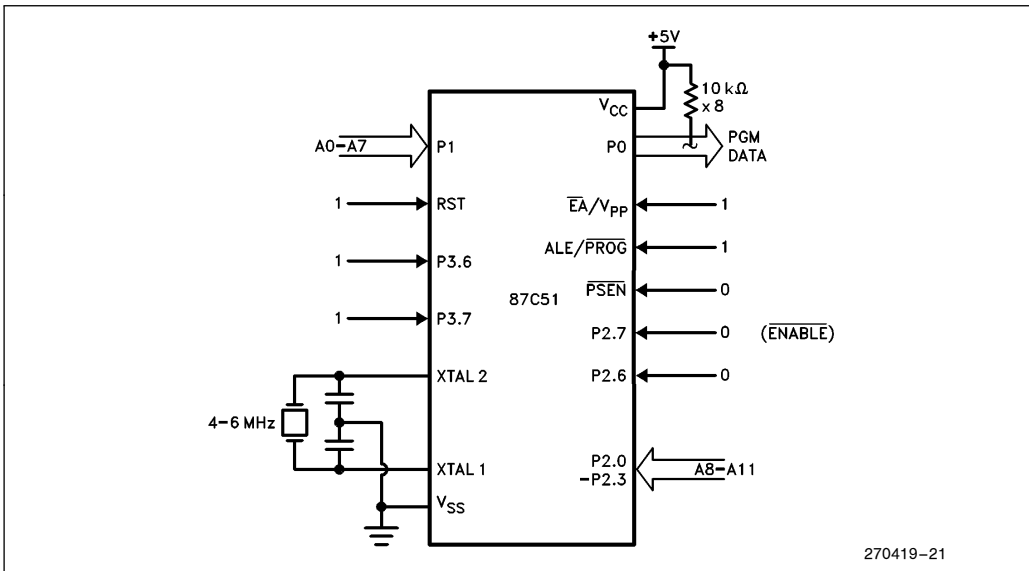 +5V
VCC
10 kΩ
x 8
A0–A7
P1
P0
PGM
DATA
1
RST
EA/VPP
1
ALE/PROG
1
1
P3.6
PSEN
0
87C51
1
P3.7
P2.7
0
(ENABLE)
XTAL 2
P2.6
0
4–6 MHz
XTAL 1
P2.0
–P2.3
A8–A11
VSS
270419–21